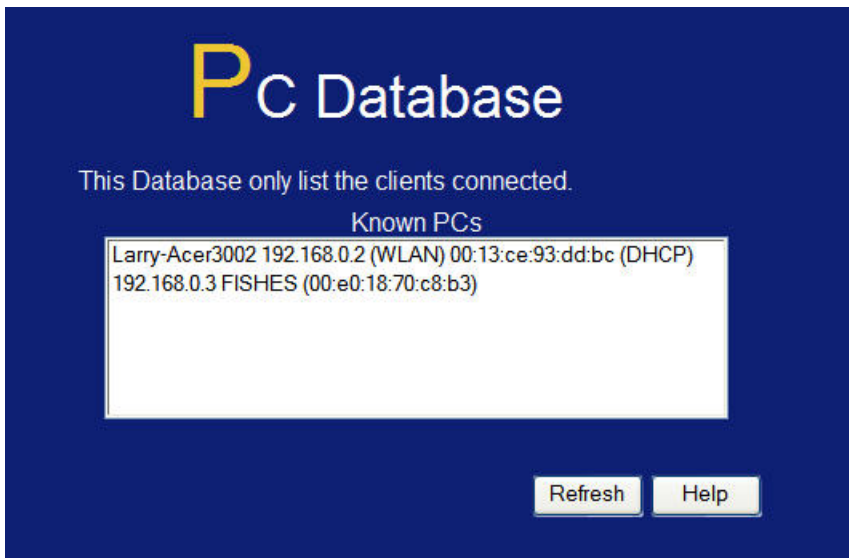 PC Database
This Database only list the clients connected.
Known PCs
Larry-Acer3002 192.168.0.2 (WLAN) 00:13:ce:93:dd:bc (DHCP)
192.168.0.3 FISHES (00:e0:18:70:c8:b3)
Refresh Help